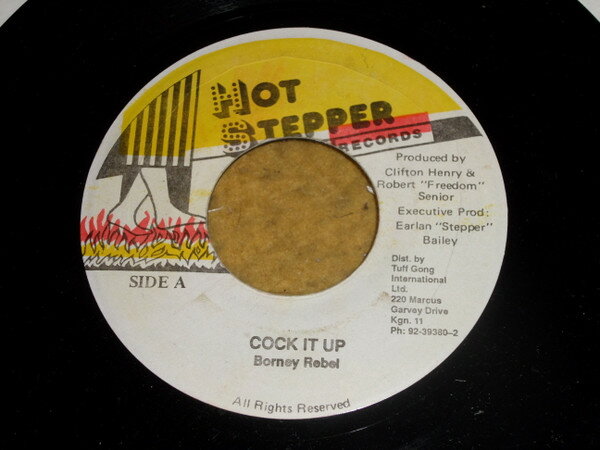 HOT
STEPPER
RECORDS
Produced by
Clifton Henry &
Robert "Freedom"
Senior
Executive Prod:
Earlan "Stepper"
Bailey
Dist. by
Tuff Gong
International
Ltd.
220 Marcus
Garvey Drive
Kgn. 11
Ph: 92-39380-2
SIDE A
COCK IT UP
Borney Rebel
All Rights Reserved